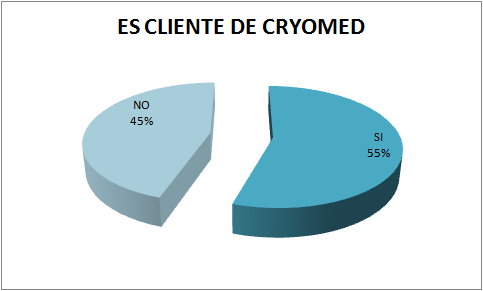 ES CLIENTE DE CRYOMED
NO
45%
SI
55%